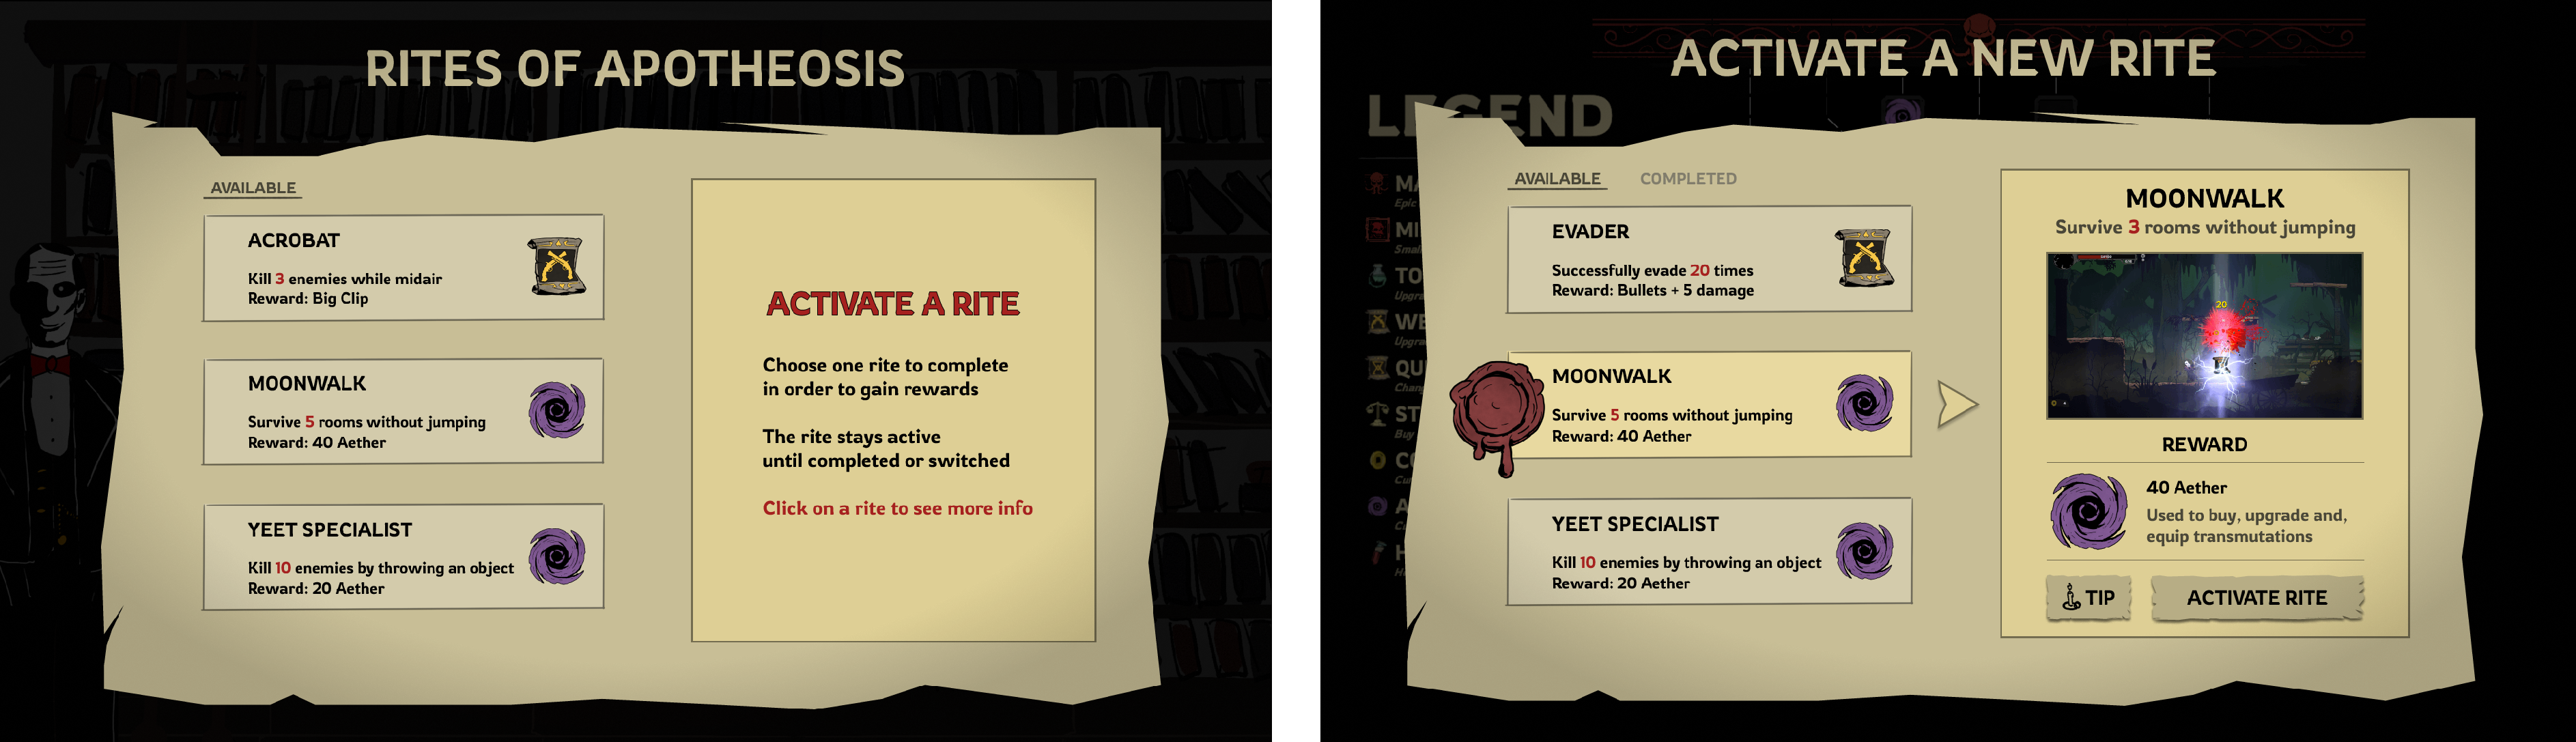 RITES OF APOTHEOSIS
AVAILABLE
ACROBAT
Kill 3 enemies while midair
Reward: Big Clip
MOONWALK
Survive 5 rooms without jumping
Reward: 40 Aether
YEET SPECIALIST
Kill 10 enemies by throwing an object
Reward: 20 Aether
ACTIVATE A RITE
Choose one rite to complete
in order to gain rewards
The rite stays active
until completed or switched
Click on a rite to see more info
ACTIVATE A NEW RITE
LEGEND
AVAILABLE COMPLETED
EVADER
Successfully evade 20 times
Reward: Bullets + 5 damage
MOONWALK
Survive 5 rooms without jumping
Reward: 40 Aether
YEET SPECIALIST
Kill 10 enemies by throwing an object
Reward: 20 Aether
MOONWALK
Survive 3 rooms without jumping
20
REWARD
40 Aether
Used to buy, upgrade and,
equip transmutations
TIP
ACTIVATE RITE